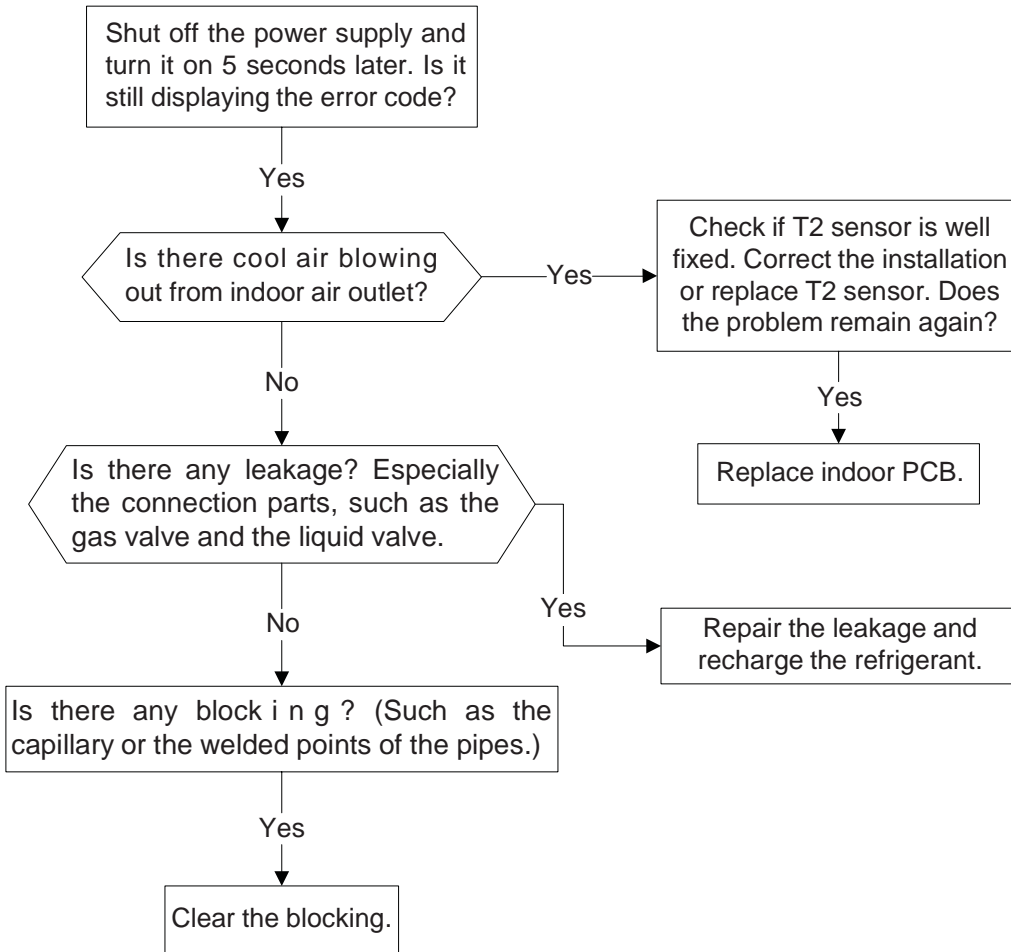 Shut off the power supply and
turn it on 5 seconds later. Is it
still displaying the error code?
Yes
Is there cool air blowing
out from indoor air outlet?
Yes
Check if T2 sensor is well
fixed. Correct the installation
or replace T2 sensor. Does
the problem remain again?
Yes
Replace indoor PCB.
No
Is there any leakage? Especially
the connection parts, such as the
gas valve and the liquid valve.
Yes
Repair the leakage and
recharge the refrigerant.
No
Is there any blocking? (Such as the
capillary or the welded points of the pipes.)
Yes
Clear the blocking.